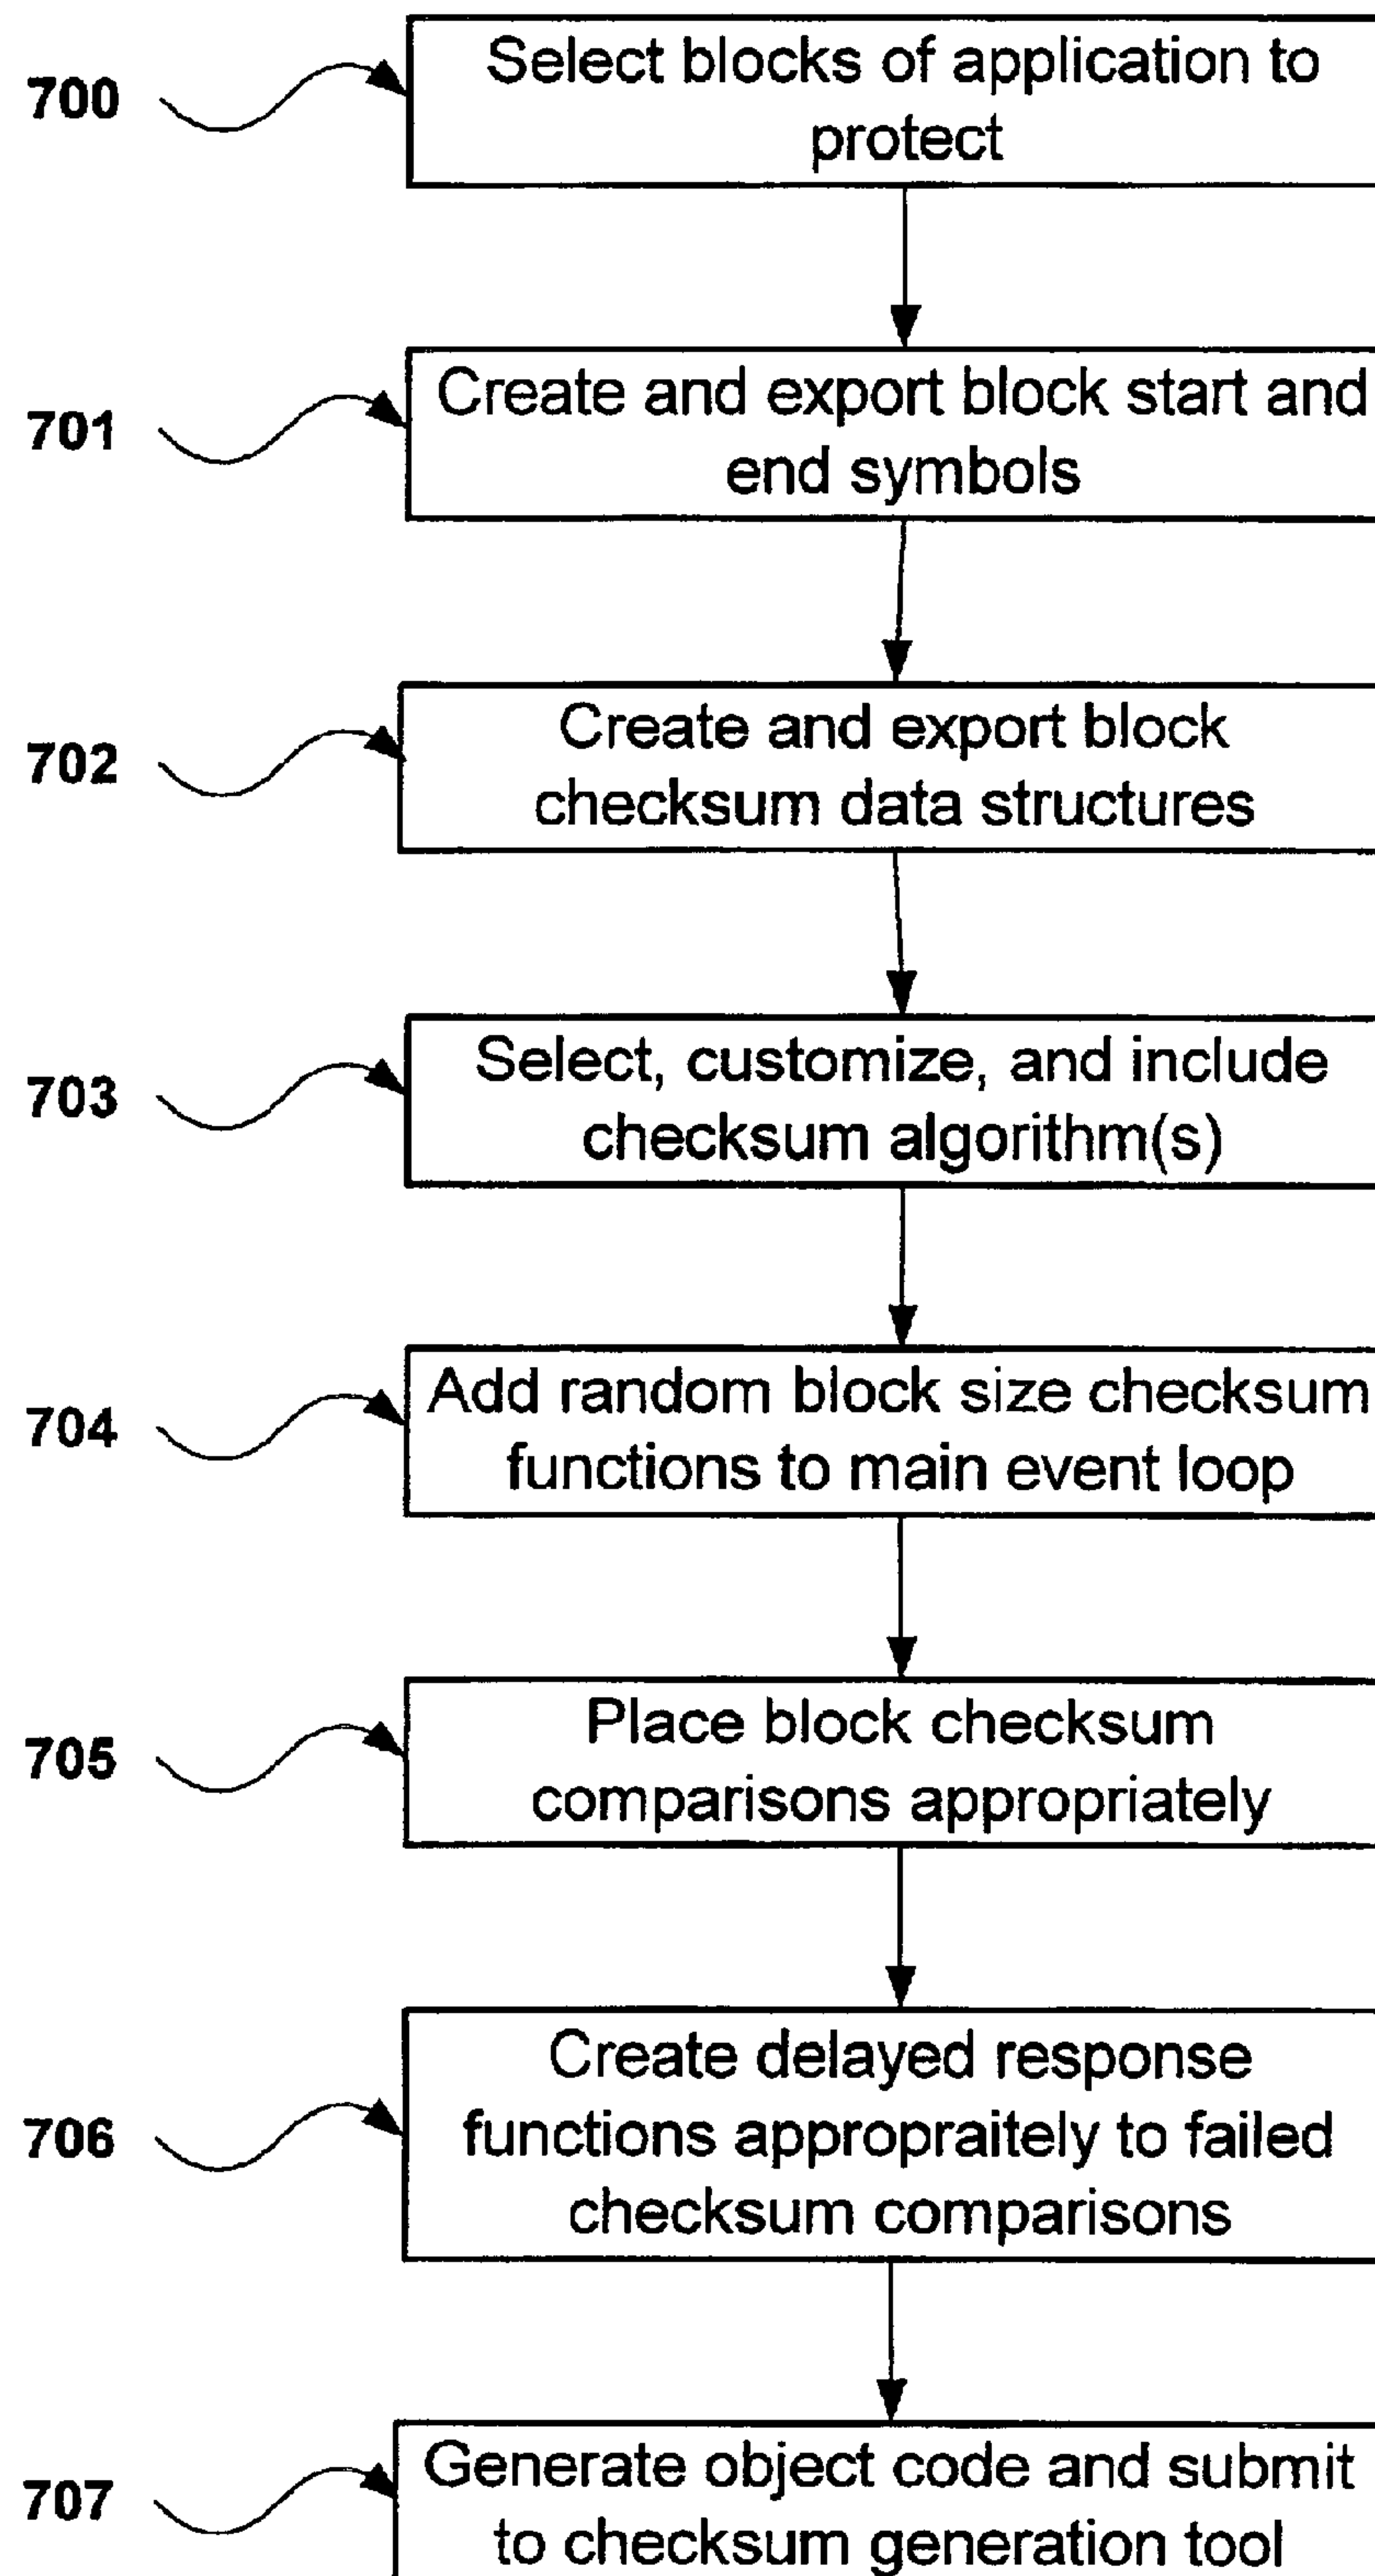 700
Select blocks of application to
protect
701
Create and export block start and
end symbols
702
Create and export block
checksum data structures
703
Select, customize, and include
checksum algorithm(s)
704
Add random block size checksum
functions to main event loop
705
Place block checksum
comparisons appropriately
706
Create delayed response
functions appropraitely to failed
checksum comparisons
707
Generate object code and submit
to checksum generation tool